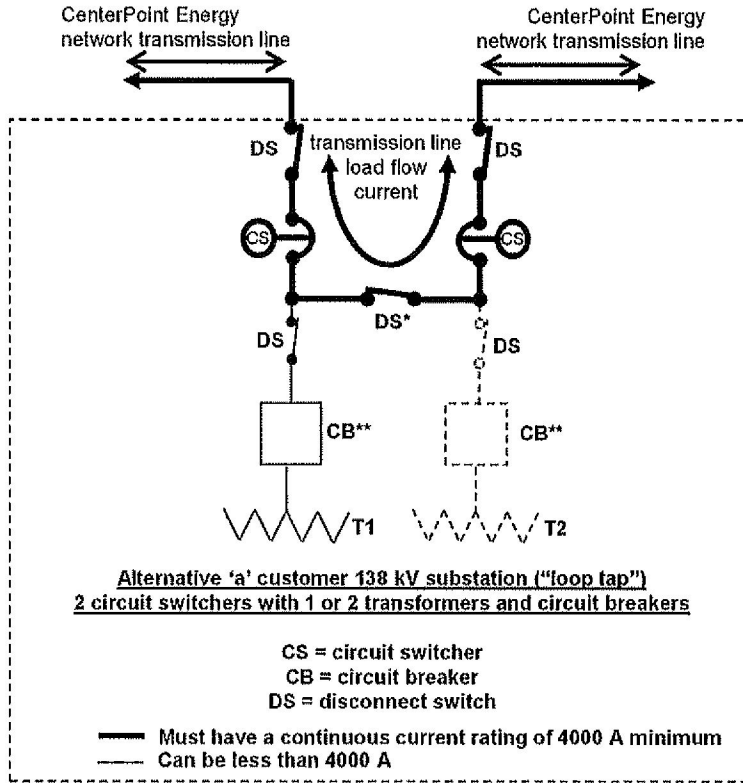 CenterPoint Energy
network transmission line
CenterPoint Energy
network transmission line
DS
transmission line
load flow
current
DS
CS
CS
DS*
DS
DS
CB**
CB**
T1
T2
Alternative 'a' customer 138 kV substation ("loop tap")
2 circuit switchers with 1 or 2 transformers and circuit breakers
CS = circuit switcher
CB = circuit breaker
DS = disconnect switch
Must have a continuous current rating of 4000 A minimum
Can be less than 4000 A